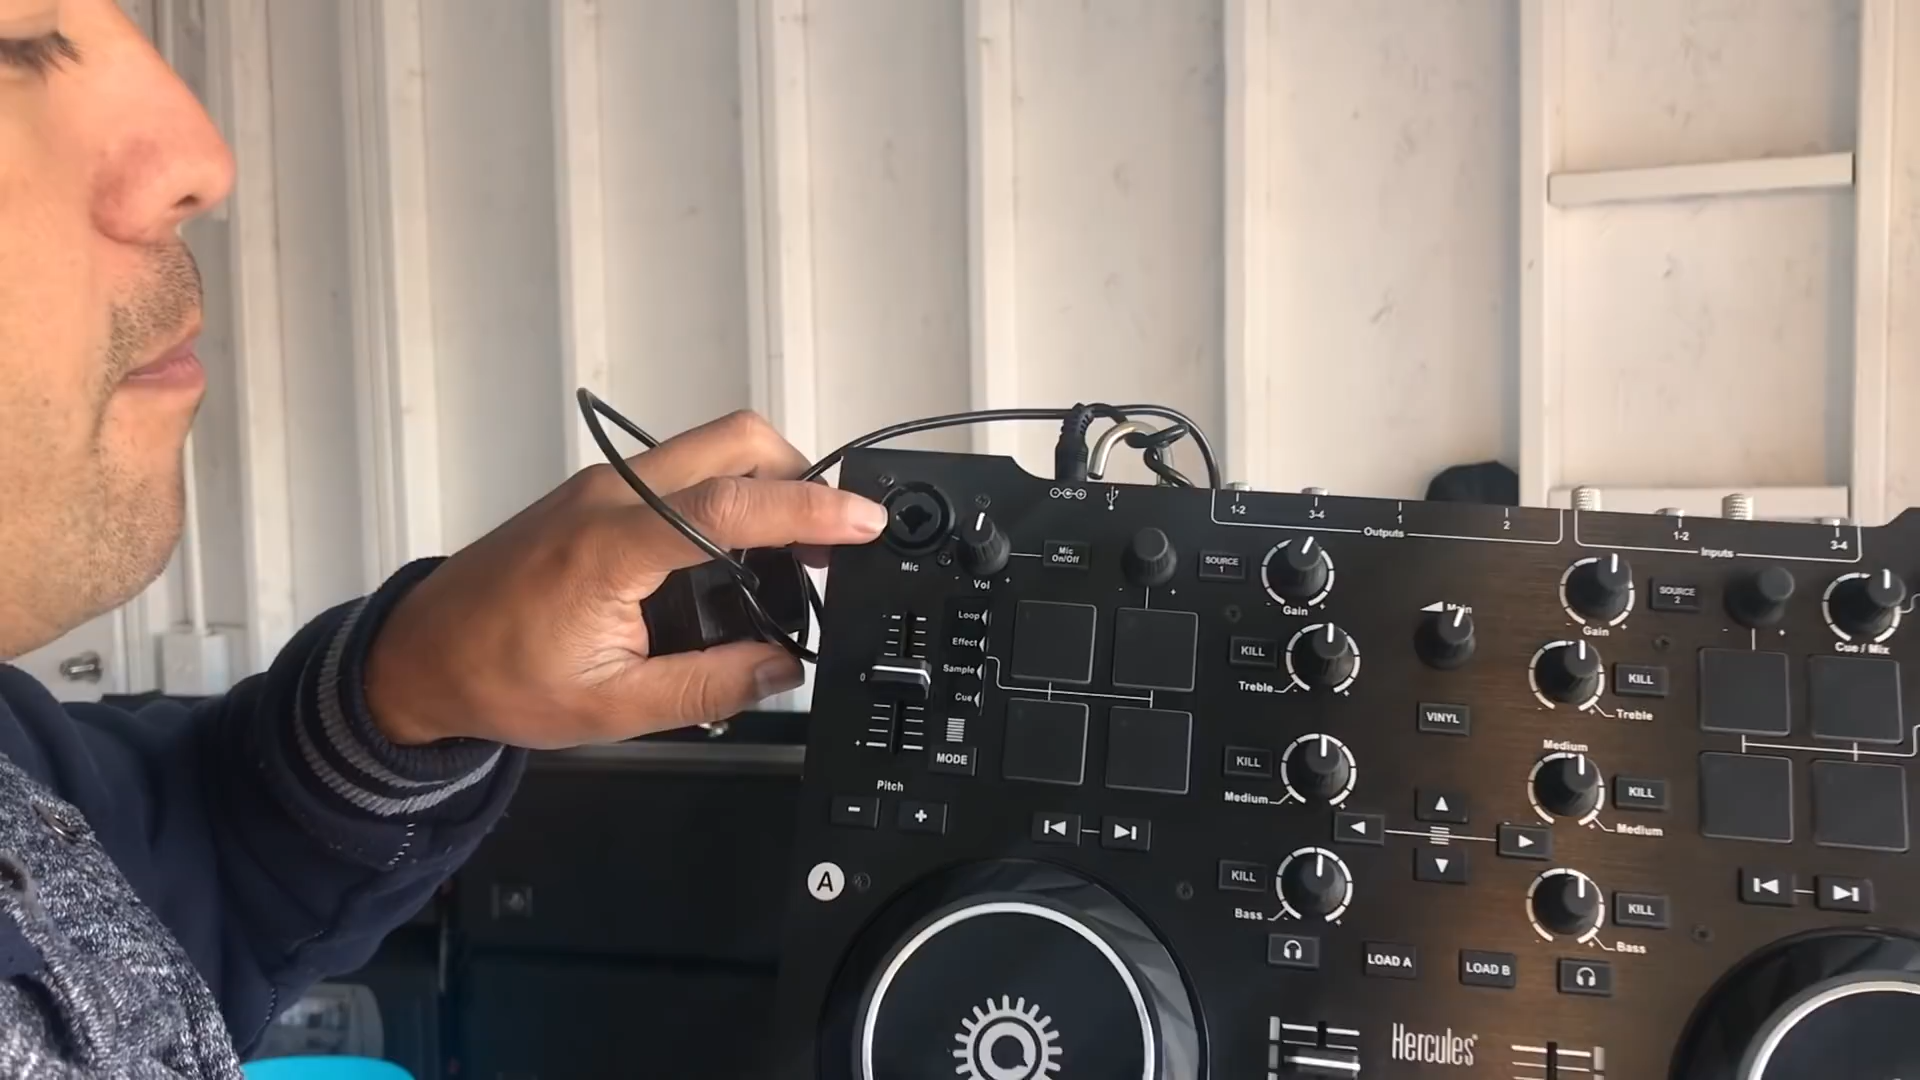 1-2
3-4
1
2
Outputs
1-2
3-4
Inputs
Mic
Vol
- +
Mic
On/Off
- +
SOURCE
1
Gain
Main
Gain
SOURCE
2
- +
Cue / Mix
Loop
Effect
Sample
Cue
MODE
-
0
+
Pitch
- +
KILL
Treble
- +
KILL
Treble
- +
VINYL
KILL
Medium
- +
Medium
KILL
Medium
- +
KILL
Bass
- +
KILL
Bass
- +
A
LOAD A
LOAD B
Hercules